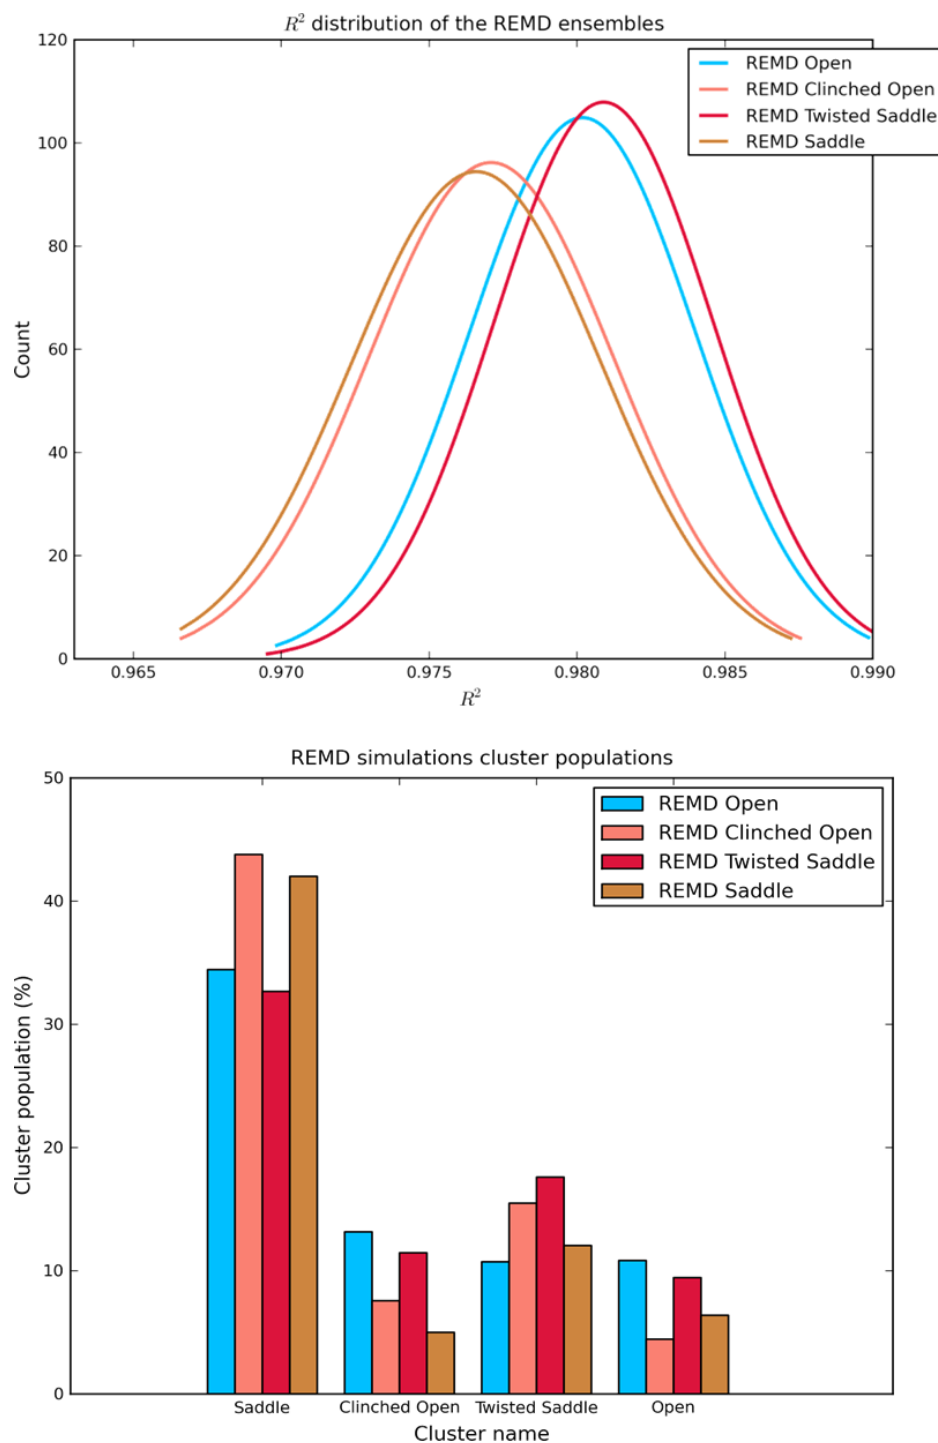 R² distribution of the REMD ensembles
120
100
80
60
40
20
0
Count
REMD Open
REMD Clinched Open
REMD Twisted Saddle
REMD Saddle
0.965 0.970 0.975 0.980 0.985 0.990
R²
REMD simulations cluster populations
50
40
30
20
10
0
Cluster population (%)
REMD Open
REMD Clinched Open
REMD Twisted Saddle
REMD Saddle
Saddle Clinched Open Twisted Saddle Open
Cluster name